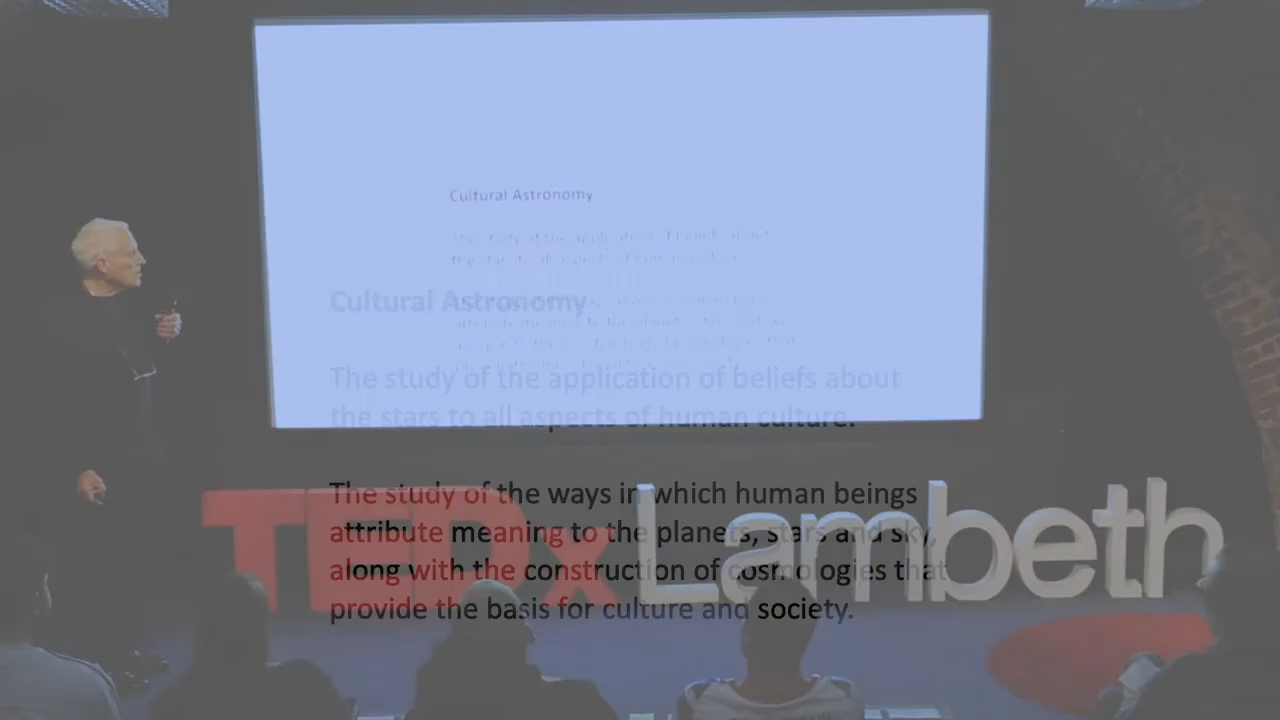 Cultural Astronomy
Cultural Astronomy
The study of the application of beliefs about
the stars to all aspects of human culture.
The study of the ways in which human beings
attribute meaning to the planets, stars and sky,
along with the construction of cosmologies that
provide the basis for culture and society.
TEDxLambeth